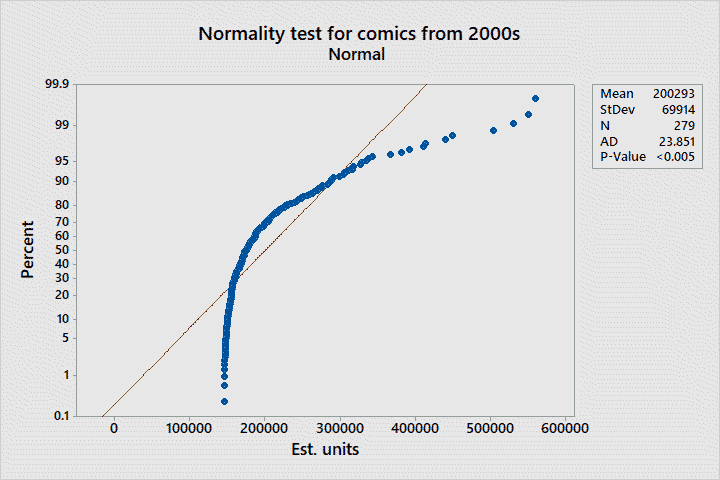 Normality test for comics from 2000s
Normal
Mean 200293
StDev 69914
N 279
AD 23.851
P-Value <0.005
Percent
99.9
99
95
90
80
70
60
50
40
30
20
10
5
1
0.1
0 100000 200000 300000 400000 500000 600000
Est. units